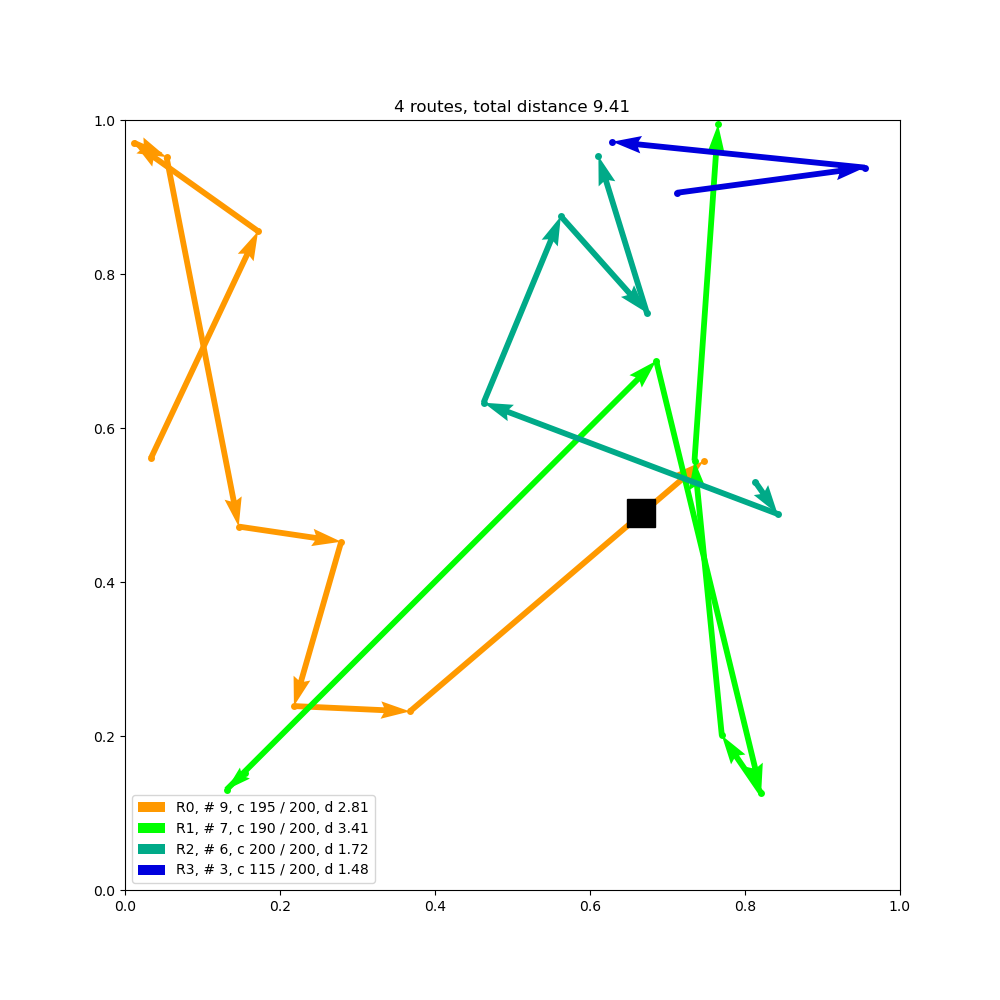 4 routes, total distance 9.41
1.0
0.8
0.6
0.4
0.2
0.0
R0, # 9, c 195 / 200, d 2.81
R1, # 7, c 190 / 200, d 3.41
R2, # 6, c 200 / 200, d 1.72
R3, # 3, c 115 / 200, d 1.48
0.0 0.2 0.4 0.6 0.8 1.0